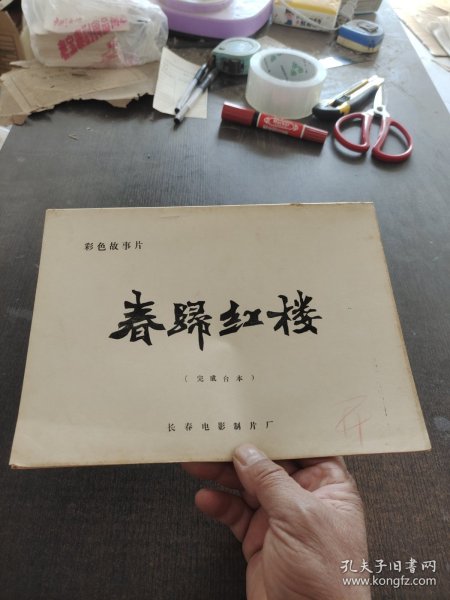 彩色故事片
春歸红楼
（完成台本）
长春电影制片厂
孔夫子旧书网
www.kongfz.com